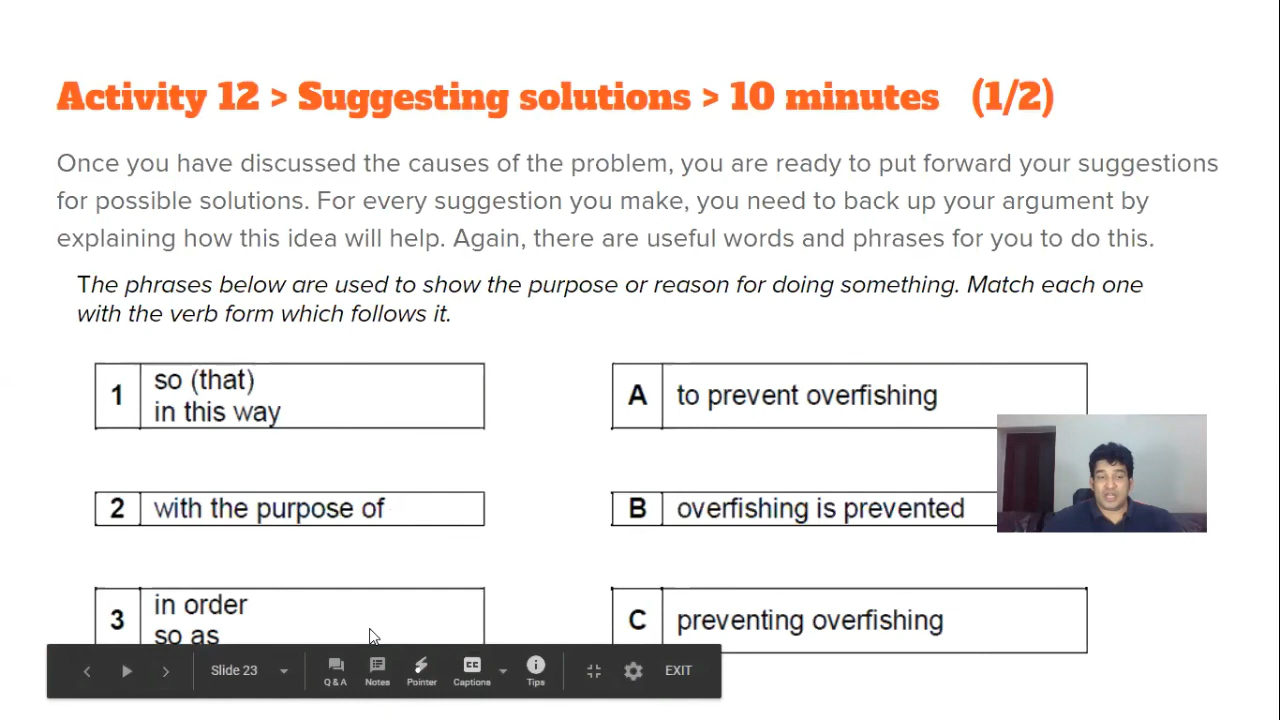 Activity 12 > Suggesting solutions > 10 minutes (1/2)
Once you have discussed the causes of the problem, you are ready to put forward your suggestions
for possible solutions. For every suggestion you make, you need to back up your argument by
explaining how this idea will help. Again, there are useful words and phrases for you to do this.
The phrases below are used to show the purpose or reason for doing something. Match each one
with the verb form which follows it.
1
so (that)
in this way
A
to prevent overfishing
2
with the purpose of
B
overfishing is prevented
3
in order
so as
C
preventing overfishing
Slide 23
Q & A
Notes
Pointer
CC
Captions
Tips
EXIT